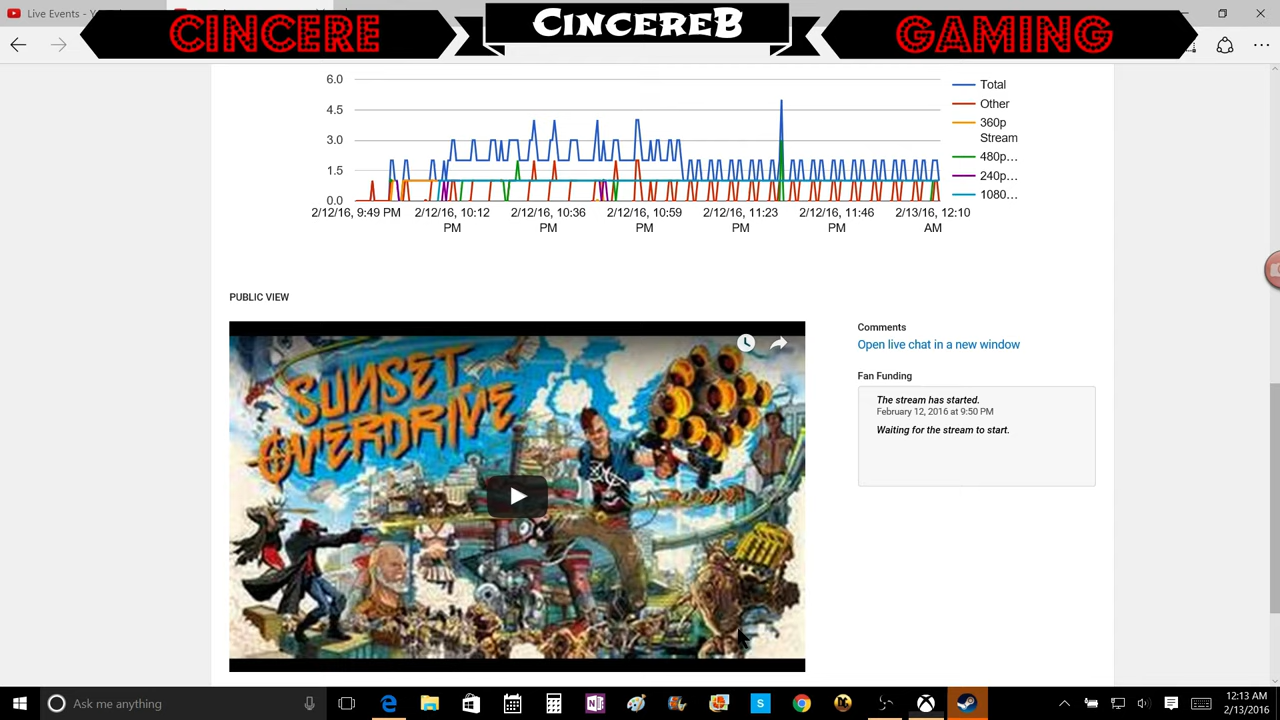 Live Events - Y
CINCERE
CINCEREB
GAMING
6.0
4.5
3.0
1.5
0.0
2/12/16, 9:49 PM
2/12/16, 10:12 PM
2/12/16, 10:36 PM
2/12/16, 10:59 PM
2/12/16, 11:23 PM
2/12/16, 11:46 PM
2/13/16, 12:10 AM
Total
Other
360p
Stream
480p…
240p…
1080…
PUBLIC VIEW
SUNSET
OVERDRIVE
Comments
Open live chat in a new window
Fan Funding
The stream has started.
February 12, 2016 at 9:50 PM
Waiting for the stream to start.
Ask me anything
12:13 AM
2/13/2016